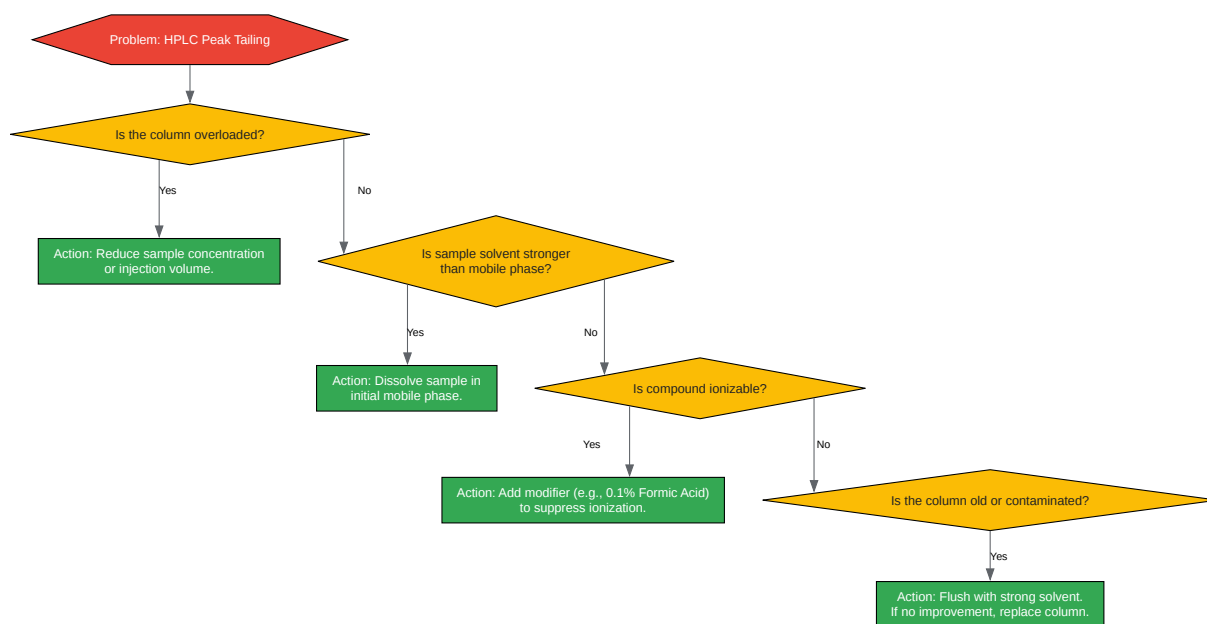 Problem: HPLC Peak Tailing
Is the column overloaded?
Yes
No
Action: Reduce sample concentration
or injection volume.
Is sample solvent stronger
than mobile phase?
Yes
No
Action: Dissolve sample in
initial mobile phase.
Is compound ionizable?
Yes
No
Action: Add modifier (e.g., 0.1% Formic Acid)
to suppress ionization.
Is the column old or contaminated?
Yes
Action: Flush with strong solvent.
If no improvement, replace column.